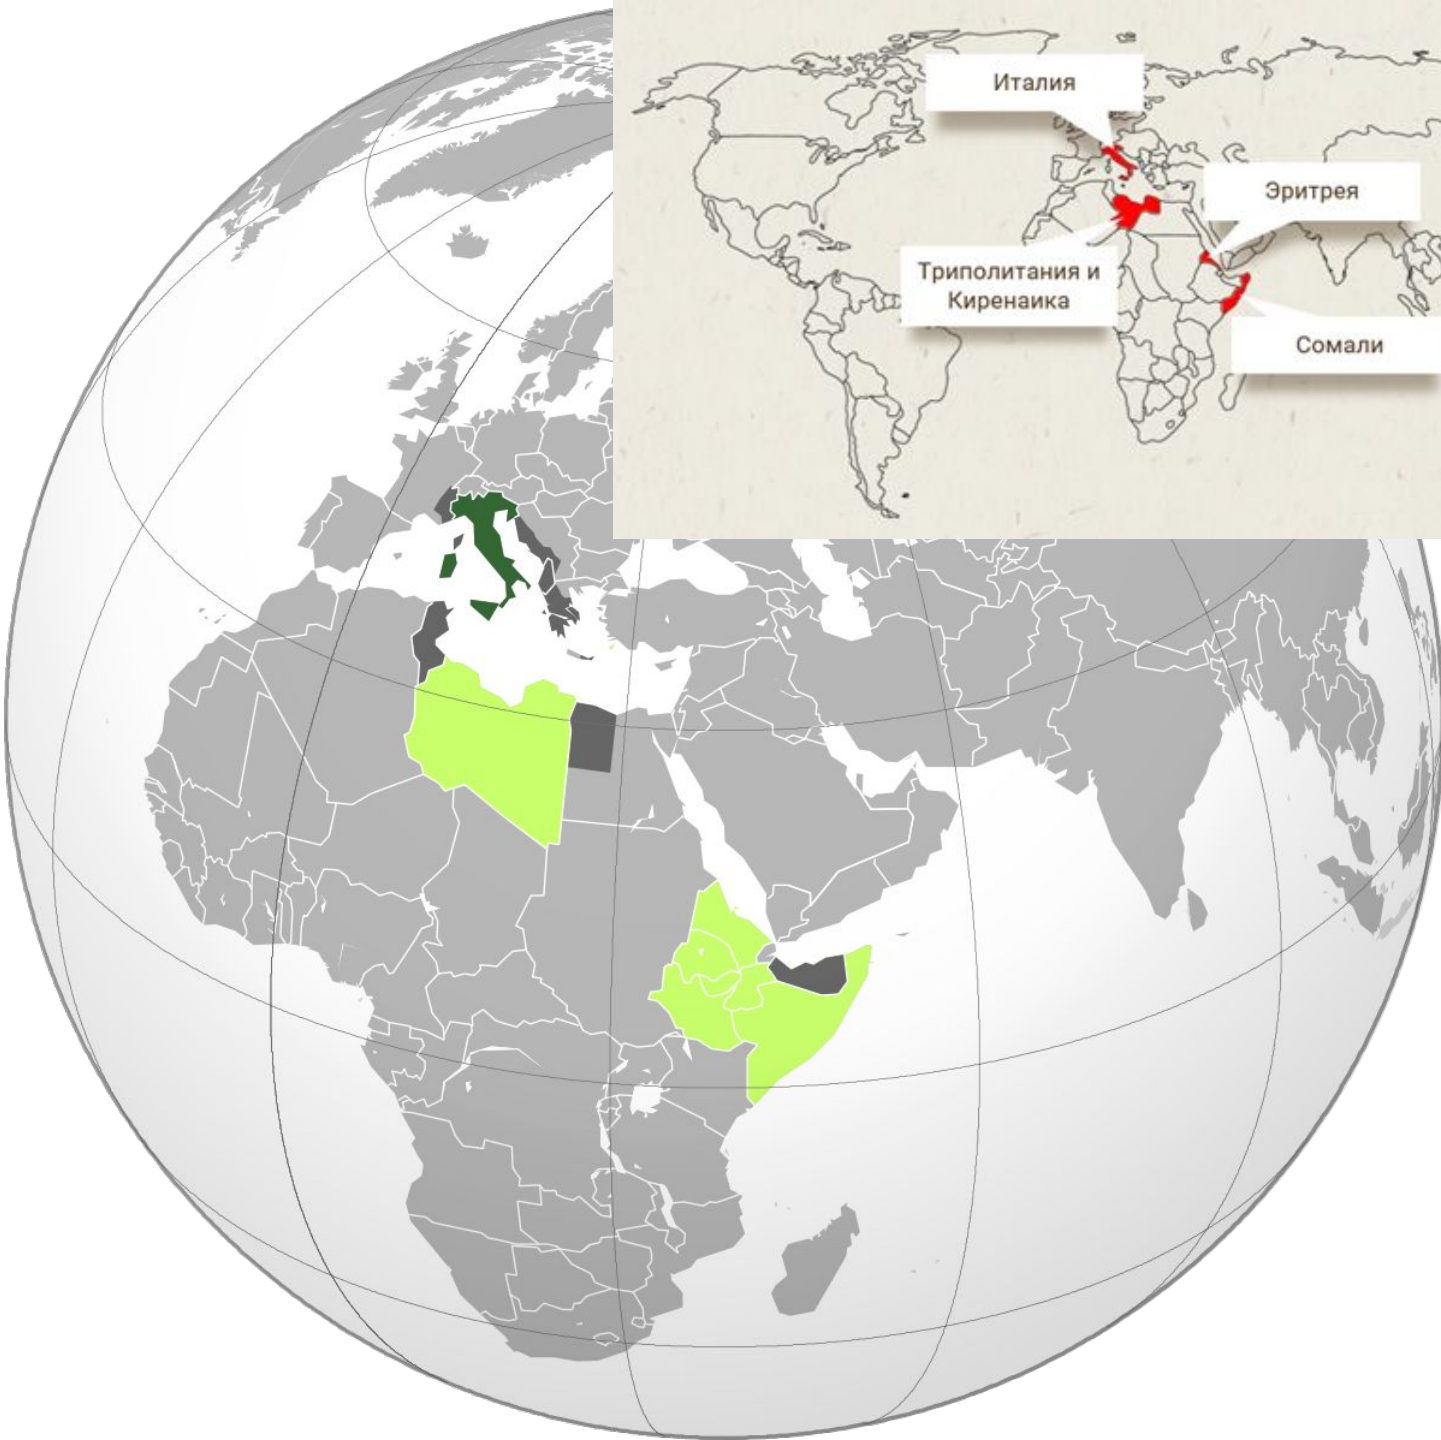 Италия
Эритрея
Триполитания и
Киренаика
Сомали